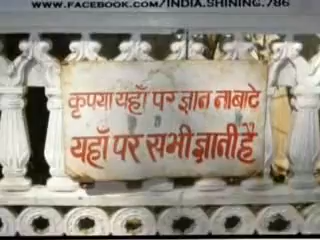 www.facebook.com/india.shining.786
कृपया यहाँ पर ज्ञान ना बाटे
यहाँ पर सभी ज्ञानी है